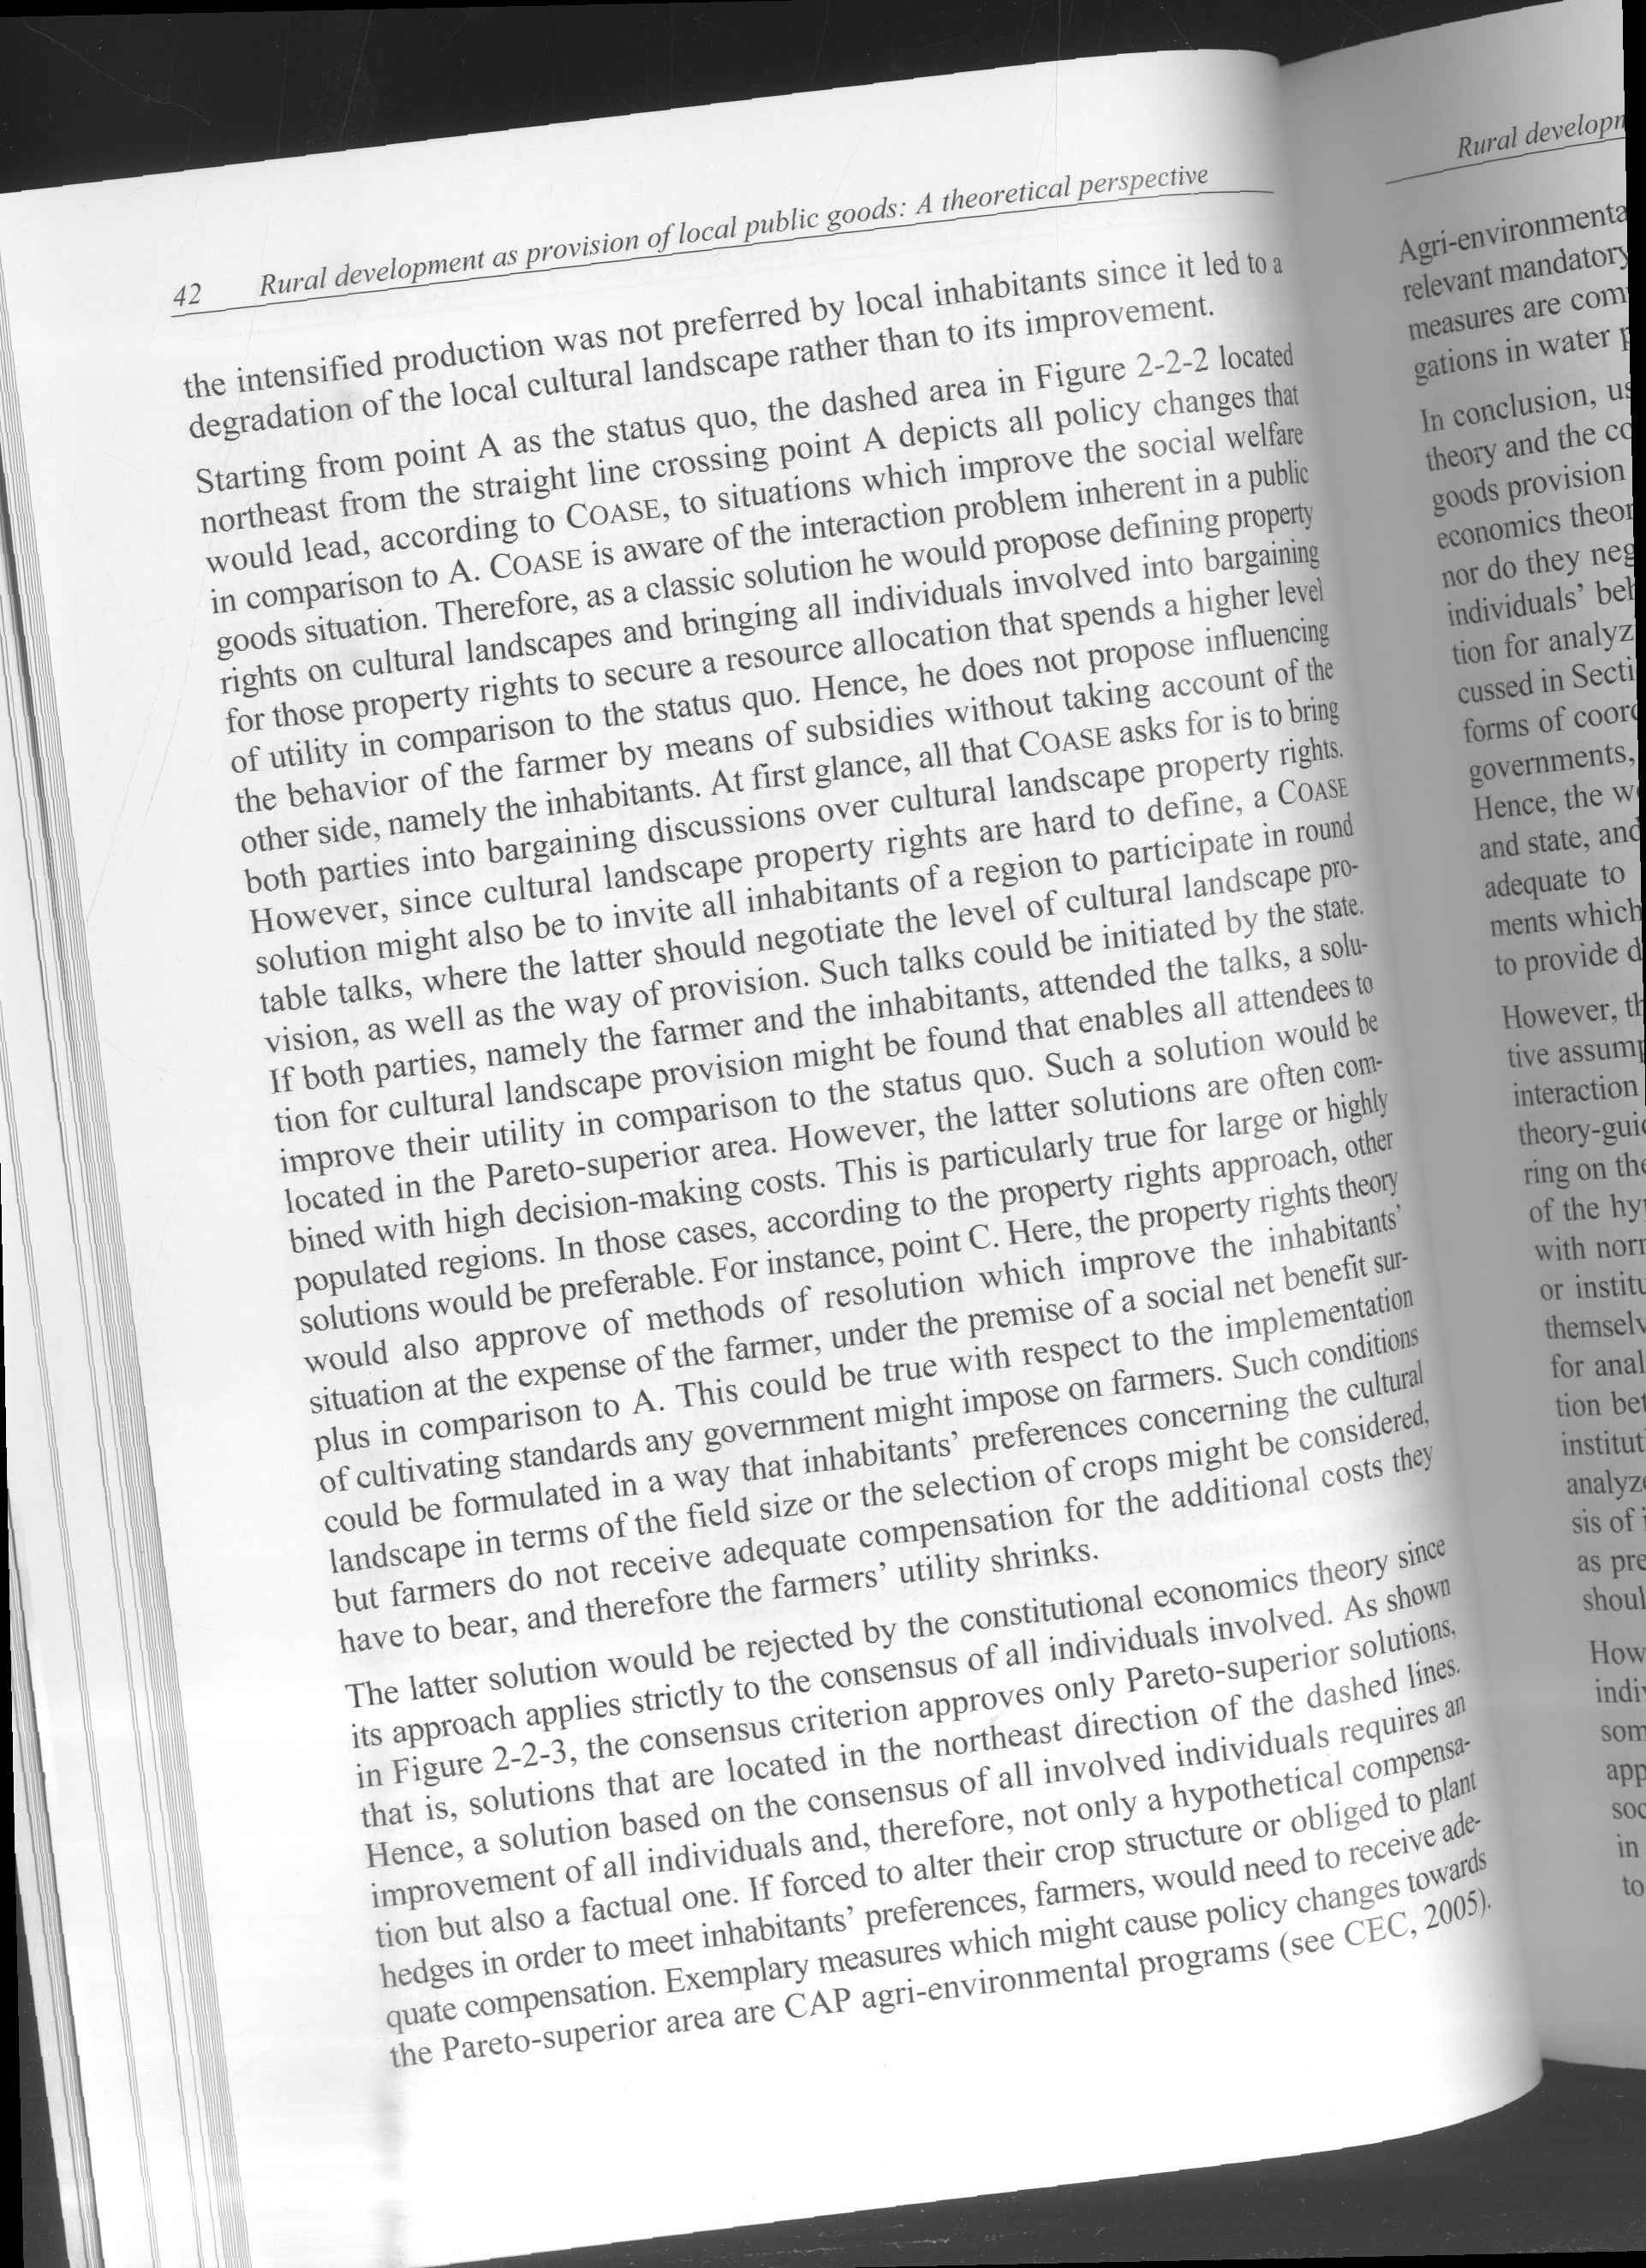 42 Rural development as provision of local public goods: A theoretical perspective
the intensified production was not preferred by local inhabitants since it led to a
degradation of the local cultural landscape rather than to its improvement.
Starting from point A as the status quo, the dashed area in Figure 2-2-2 located
northeast from the straight line crossing point A depicts all policy changes that
would lead, according to COASE, to situations which improve the social welfare
in comparison to A. COASE is aware of the interaction problem inherent in a public
goods situation. Therefore, as a classic solution he would propose defining property
rights on cultural landscapes and bringing all individuals involved into bargaining
for those property rights to secure a resource allocation that spends a higher level
of utility in comparison to the status quo. Hence, he does not propose influencing
the behavior of the farmer by means of subsidies without taking account of the
other side, namely the inhabitants. At first glance, all that COASE asks for is to bring
both parties into bargaining discussions over cultural landscape property rights.
However, since cultural landscape property rights are hard to define, a COASE
solution might also be to invite all inhabitants of a region to participate in round
table talks, where the latter should negotiate the level of cultural landscape pro-
vision, as well as the way of provision. Such talks could be initiated by the state.
If both parties, namely the farmer and the inhabitants, attended the talks, a solu-
tion for cultural landscape provision might be found that enables all attendees to
improve their utility in comparison to the status quo. Such a solution would be
located in the Pareto-superior area. However, the latter solutions are often com-
bined with high decision-making costs. This is particularly true for large or highly
populated regions. In those cases, according to the property rights approach, other
solutions would be preferable. For instance, point C. Here, the property rights theory
would also approve of methods of resolution which improve the inhabitants’
situation at the expense of the farmer, under the premise of a social net benefit sur-
plus in comparison to A. This could be true with respect to the implementation
of cultivating standards any government might impose on farmers. Such conditions
could be formulated in a way that inhabitants’ preferences concerning the cultural
landscape in terms of the field size or the selection of crops might be considered,
but farmers do not receive adequate compensation for the additional costs they
have to bear, and therefore the farmers’ utility shrinks.
The latter solution would be rejected by the constitutional economics theory since
its approach applies strictly to the consensus of all individuals involved. As shown
in Figure 2-2-3, the consensus criterion approves only Pareto-superior solutions,
that is, solutions that are located in the northeast direction of the dashed lines.
Hence, a solution based on the consensus of all involved individuals requires an
improvement of all individuals and, therefore, not only a hypothetical compensa-
tion but also a factual one. If forced to alter their crop structure or obliged to plant
hedges in order to meet inhabitants’ preferences, farmers, would need to receive ade-
quate compensation. Exemplary measures which might cause policy changes towards
the Pareto-superior area are CAP agri-environmental programs (see CEC, 2005).
Rural
Agri-environmenta
relevant mandatory
measures are com
gations in water
In conclusion, us
theory and the co
goods provision
economics theor
nor do they neg
individuals’ beh
tion for analyz
cussed in Secti
forms of coord
governments,
Hence, the we
and state, and
adequate to
ments which
to provide d
However, th
tive assump
interaction
theory-guid
ring on the
of the hy
with norr
or institu
themselv
for anal
tion bet
institut
analyze
sis of i
as pre
shoul
How
indi
som
app
soc
in
to